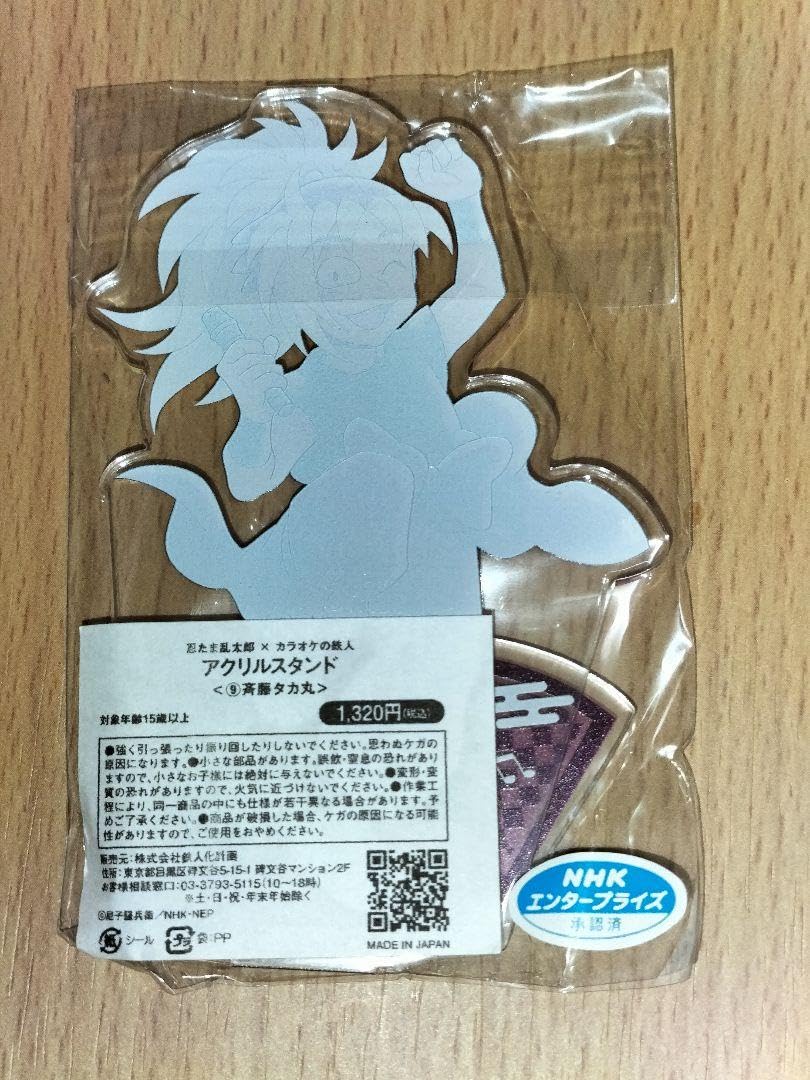 忍たま乱太郎 × カラオケの鉄人
アクリルスタンド
<⑨斉藤タカ丸>
対象年齢15歳以上
1,320円(税込)
●強く引っ張ったり振り回したりしないでください。思わぬケガの
原因になります。●小さな部品があります。誤飲・窒息の恐れがあり
ますので、小さなお子様には絶対に与えないでください。●変形・変
質の恐れがありますので、火気に近づけないでください。●作業工
程により、同一商品の中にも仕様が若干異なる場合があります。予
めご了承ください。●商品が破損した場合、ケガの原因になる可能
性がありますので、ご使用をおやめください。
販売元:株式会社鉄人化計画
住所:東京都目黒区碑文谷5-15-1 碑文谷マンション2F
お客様相談窓口:03-3793-5115(10~18時)
※土・日・祝・年末年始除く
©尼子騒兵衛/NHK・NEP
紙 シール プラ 袋:PP
MADE IN JAPAN
NHK
エンタープライズ
承認済